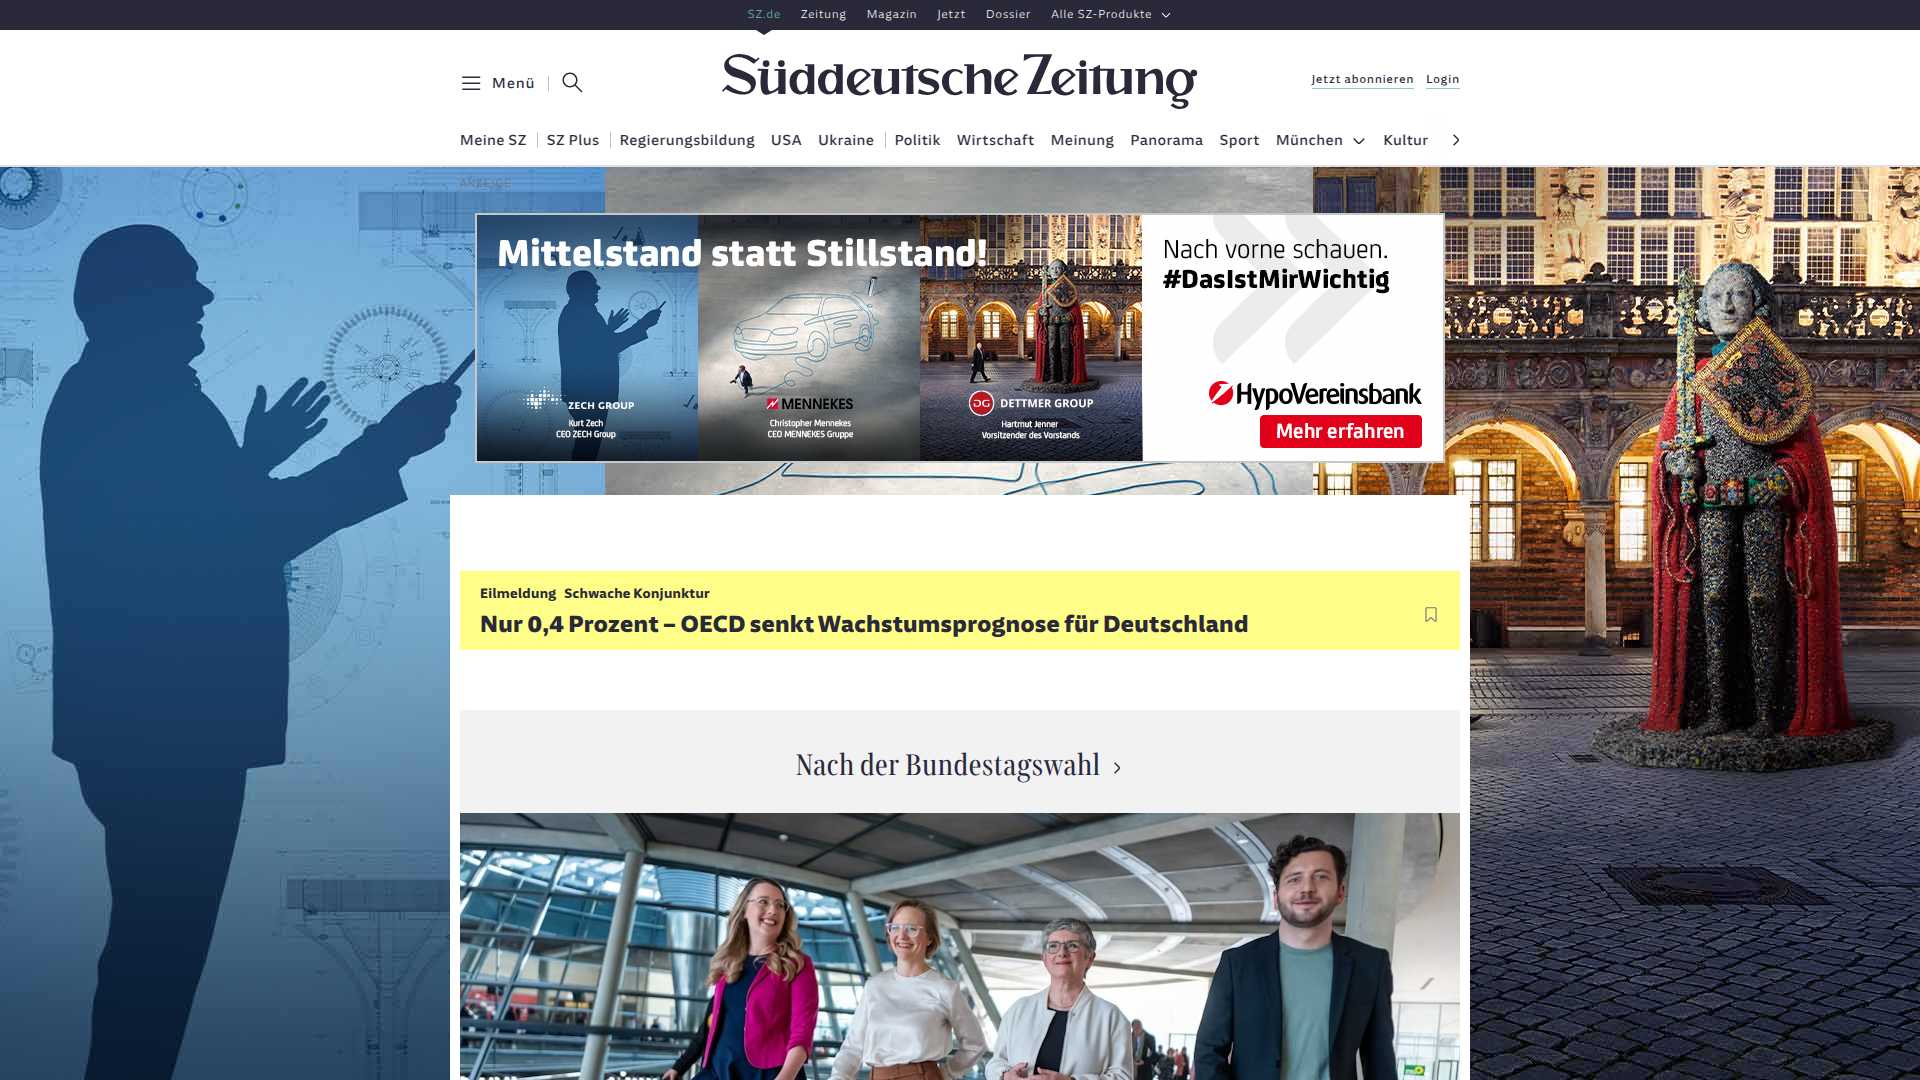 SZ.de Zeitung Magazin Jetzt Dossier Alle SZ-Produkte
Menü
Süddeutsche Zeitung
Jetzt abonnieren Login
Meine SZ SZ Plus Regierungsbildung USA Ukraine Politik Wirtschaft Meinung Panorama Sport München Kultur
ANZEIGE
Mittelstand statt Stillstand!
ZECH GROUP
Kurt Zech
CEO ZECH Group
MENNEKES
Christopher Mennekes
CEO MENNEKES Gruppe
DG DETTMER GROUP
Hartmut Jenner
Vorsitzender des Vorstands
Nach vorne schauen.
#DasIstMirWichtig
HypoVereinsbank
Mehr erfahren
Eilmeldung Schwache Konjunktur
Nur 0,4 Prozent – OECD senkt Wachstumsprognose für Deutschland
Nach der Bundestagswahl